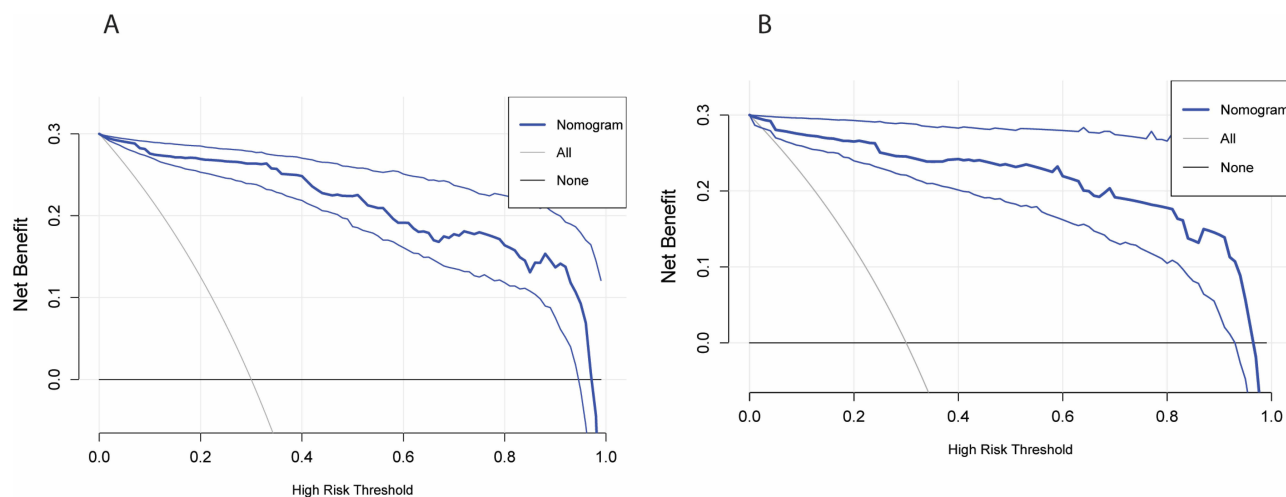 A
Net Benefit
0.3
0.2
0.1
0.0
Nomogram
All
None
0.0 0.2 0.4 0.6 0.8 1.0
High Risk Threshold
B
Net Benefit
0.3
0.2
0.1
0.0
Nomogram
All
None
0.0 0.2 0.4 0.6 0.8 1.0
High Risk Threshold